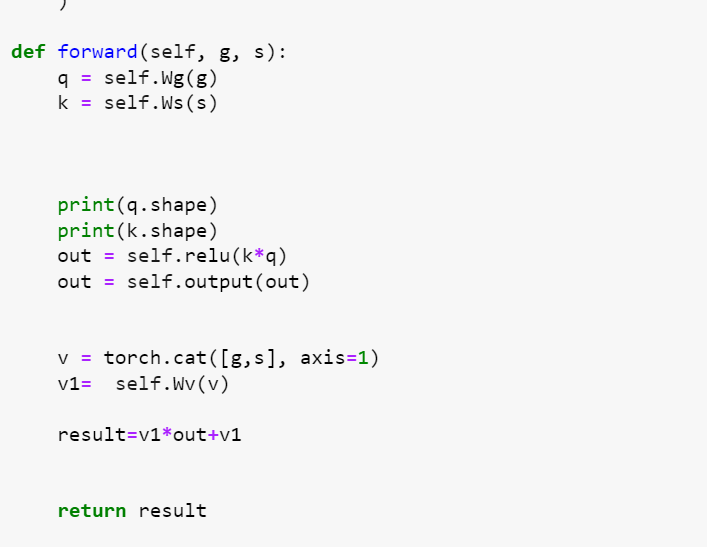 )
def forward(self, g, s):
    q = self.Wg(g)
    k = self.Ws(s)
    print(q.shape)
    print(k.shape)
    out = self.relu(k*q)
    out = self.output(out)
    v = torch.cat([g,s], axis=1)
    v1=  self.Wv(v)
    result=v1*out+v1
    return result